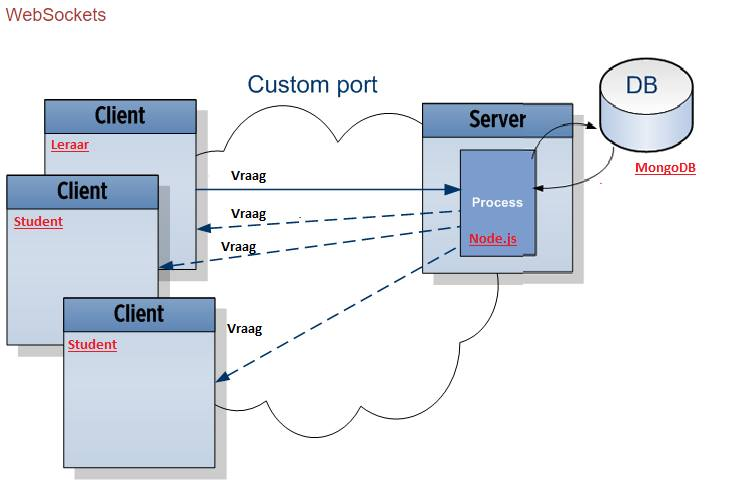 WebSockets
Custom port
DB
MongoDB
Client
Leraar
Client
Student
Client
Student
Server
Process
Node.js
Vraag
Vraag
Vraag
Vraag